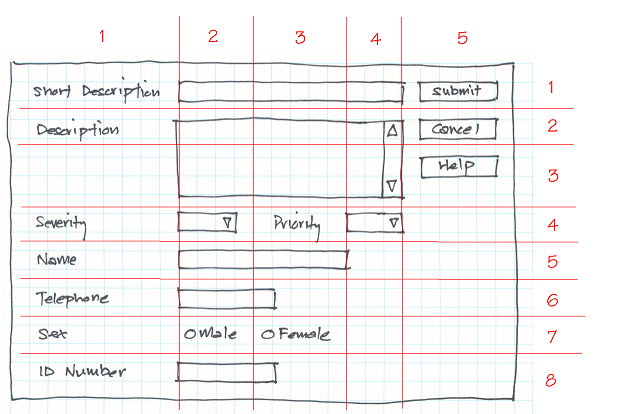 1 2 3 4 5
Short Description Submit 1
Description Cancel 2
Help 3
Severity Priority 4
Name 5
Telephone 6
Sex Male Female 7
ID Number 8